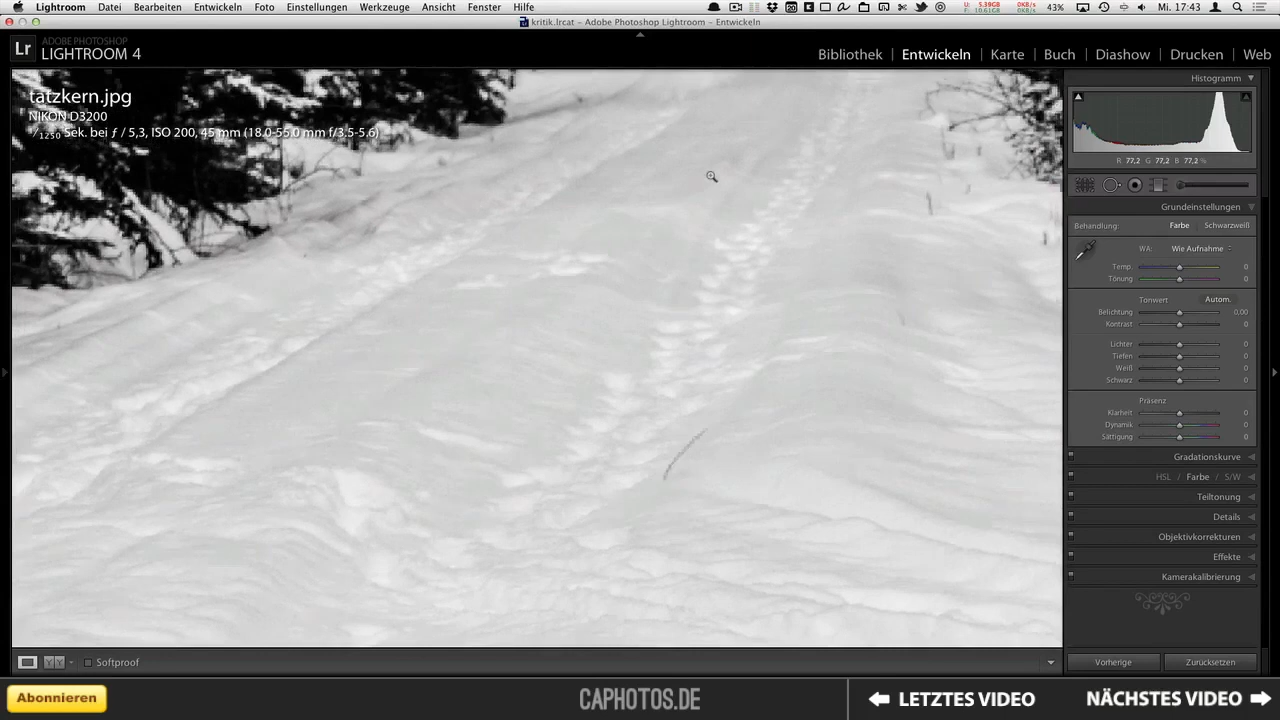 Lightroom Datei Bearbeiten Entwickeln Foto Einstellungen Werkzeuge Ansicht Fenster Hilfe 43% Mi. 17:43
kritik.lrcat – Adobe Photoshop Lightroom – Entwickeln
Lr ADOBE PHOTOSHOP
LIGHTROOM 4
Bibliothek | Entwickeln | Karte | Buch | Diashow | Drucken | Web
tatzkern.jpg
NIKON D3200
1/1250 Sek. bei ƒ / 5,3, ISO 200, 45 mm (18.0-55.0 mm f/3.5-5.6)
Histogramm
R 77,2 G 77,2 B 77,2 %
Grundeinstellungen
Behandlung: Farbe Schwarzweiß
WA: Wie Aufnahme
Temp. 0
Tönung 0
Tonwert Autom.
Belichtung 0,00
Kontrast 0
Lichter 0
Tiefen 0
Weiß 0
Schwarz 0
Präsenz
Klarheit 0
Dynamik 0
Sättigung 0
Gradationskurve
HSL / Farbe / S/W
Teiltonung
Details
Objektivkorrekturen
Effekte
Kamerakalibrierung
Softproof
Vorherige Zurücksetzen
Abonnieren
CAPHOTOS.DE
LETZTES VIDEO
NÄCHSTES VIDEO